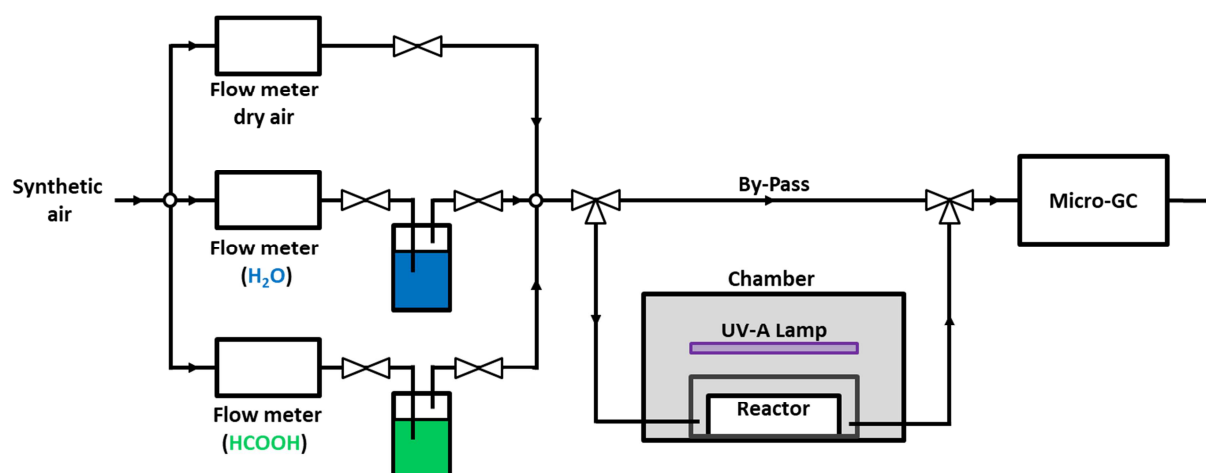 Flow meter
dry air
Synthetic
air
Flow meter
(H₂O)
Flow meter
(HCOOH)
By-Pass
Micro-GC
Chamber
UV-A Lamp
Reactor